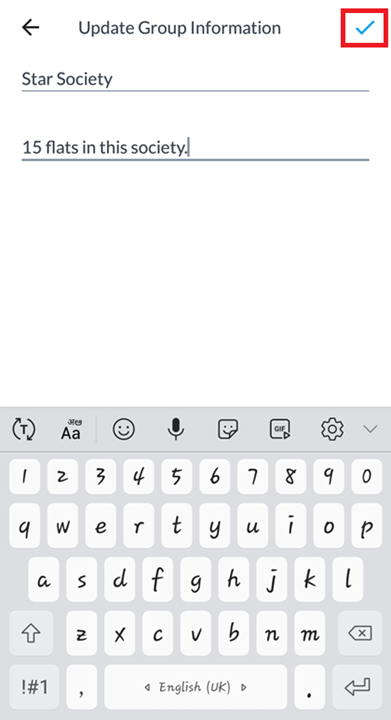 Update Group Information
Star Society
15 flats in this society.
T अख
Aa GIF
1 2 3 4 5 6 7 8 9 0
q w e r t y u i o p
a s d f g h j k l
z x c v b n m
!#1 , English (UK) .